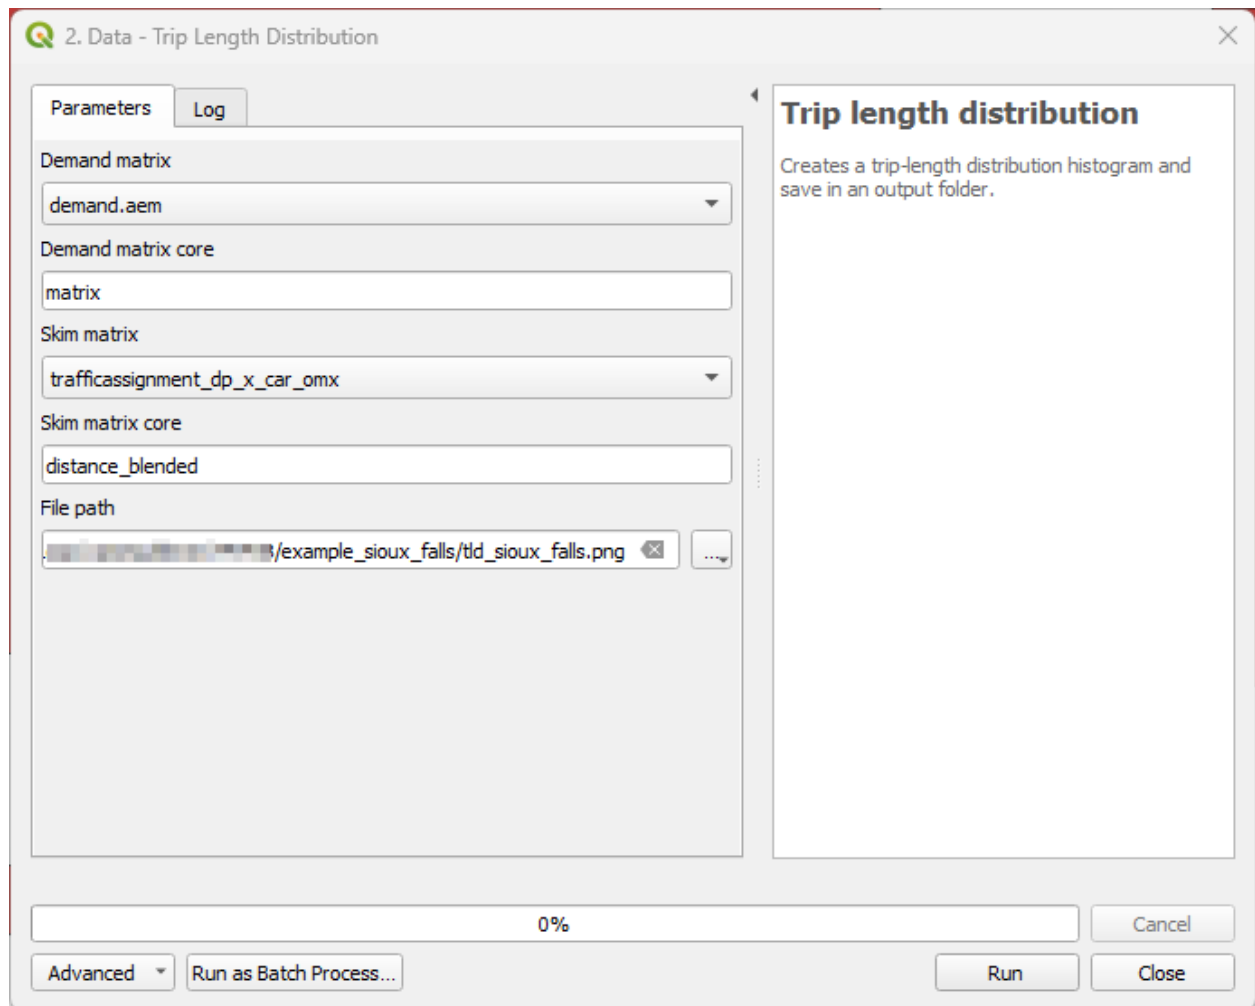 2. Data - Trip Length Distribution
Parameters
Log
Demand matrix
demand.aem
Demand matrix core
matrix
Skim matrix
trafficassignment_dp_x_car_omx
Skim matrix core
distance_blended
File path
/example_sioux_falls/tld_sioux_falls.png
...
Trip length distribution
Creates a trip-length distribution histogram and
save in an output folder.
0%
Cancel
Advanced
Run as Batch Process...
Run
Close